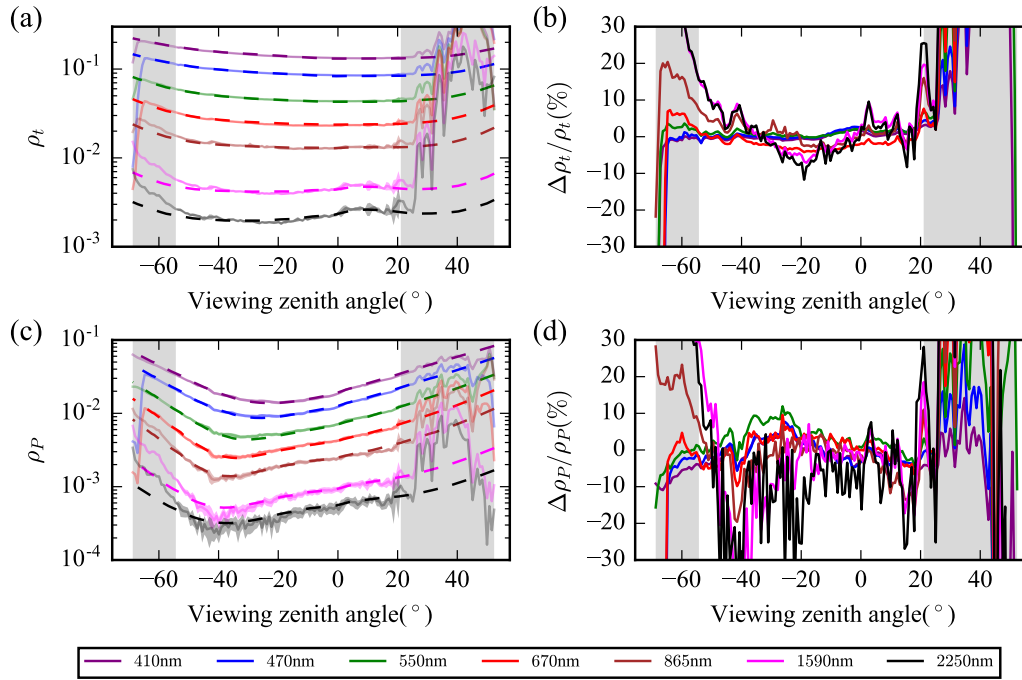 (a)
ρt
10⁻¹
10⁻²
10⁻³
−60 −40 −20 0 20 40
Viewing zenith angle(°)
(b)
Δρt/ρt(%)
30
20
10
0
−10
−20
−30
−60 −40 −20 0 20 40
Viewing zenith angle(°)
(c)
ρP
10⁻¹
10⁻²
10⁻³
10⁻⁴
−60 −40 −20 0 20 40
Viewing zenith angle(°)
(d)
ΔρP/ρP(%)
30
20
10
0
−10
−20
−30
−60 −40 −20 0 20 40
Viewing zenith angle(°)
410nm 470nm 550nm 670nm 865nm 1590nm 2250nm